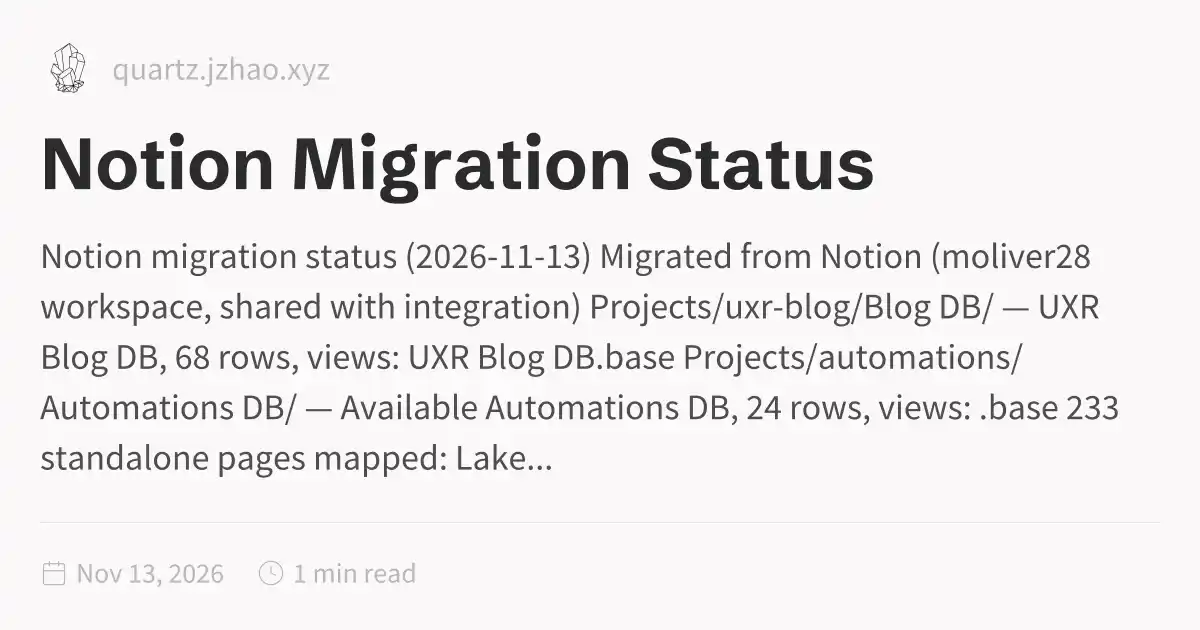 quartz.jzhao.xyz
Notion Migration Status
Notion migration status (2026-11-13) Migrated from Notion (moliver28
workspace, shared with integration) Projects/uxr-blog/Blog DB/ — UXR
Blog DB, 68 rows, views: UXR Blog DB.base Projects/automations/
Automations DB/ — Available Automations DB, 24 rows, views: .base 233
standalone pages mapped: Lake...
Nov 13, 2026 1 min read